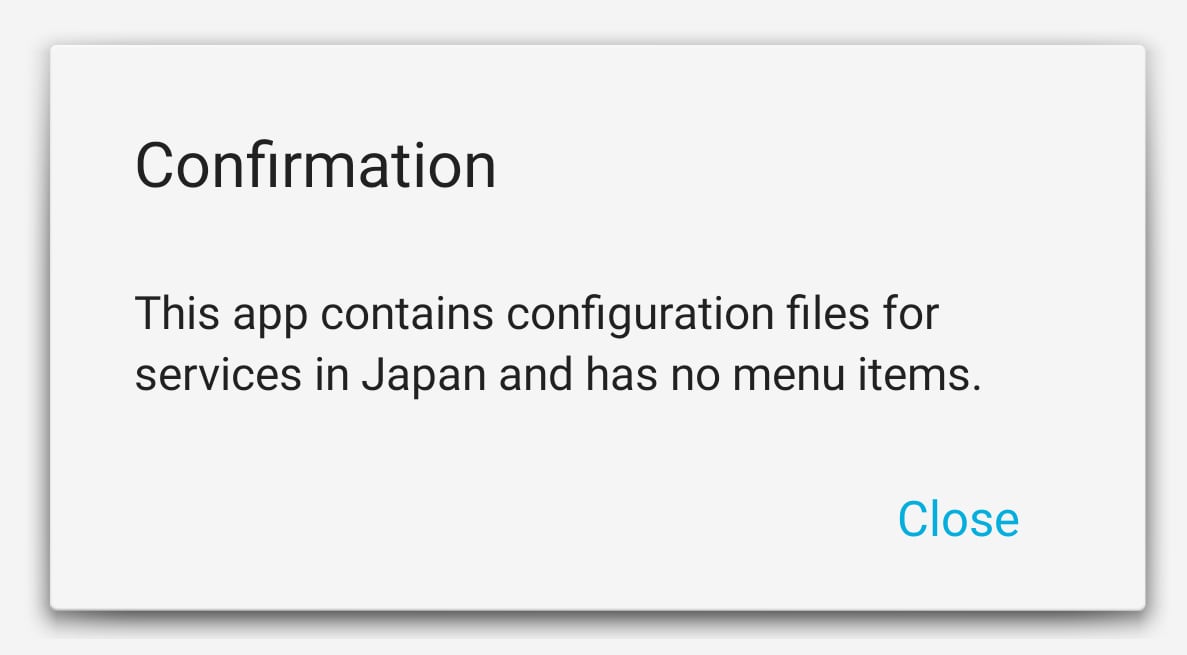 Confirmation
This app contains configuration files for
services in Japan and has no menu items.
Close